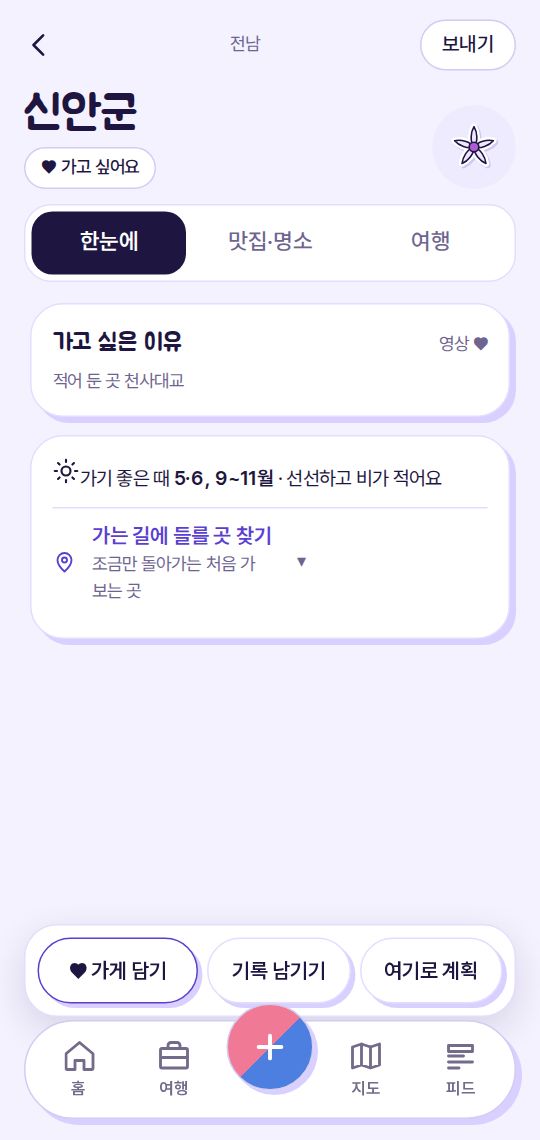 전남
보내기
신안군
가고 싶어요
한눈에
맛집·명소
여행
가고 싶은 이유
영상
적어 둔 곳 천사대교
가기 좋은 때 5·6, 9~11월 · 선선하고 비가 적어요
가는 길에 들를 곳 찾기
조금만 돌아가는 처음 가
보는 곳
가게 담기
기록 남기기
여기로 계획
홈
여행
지도
피드